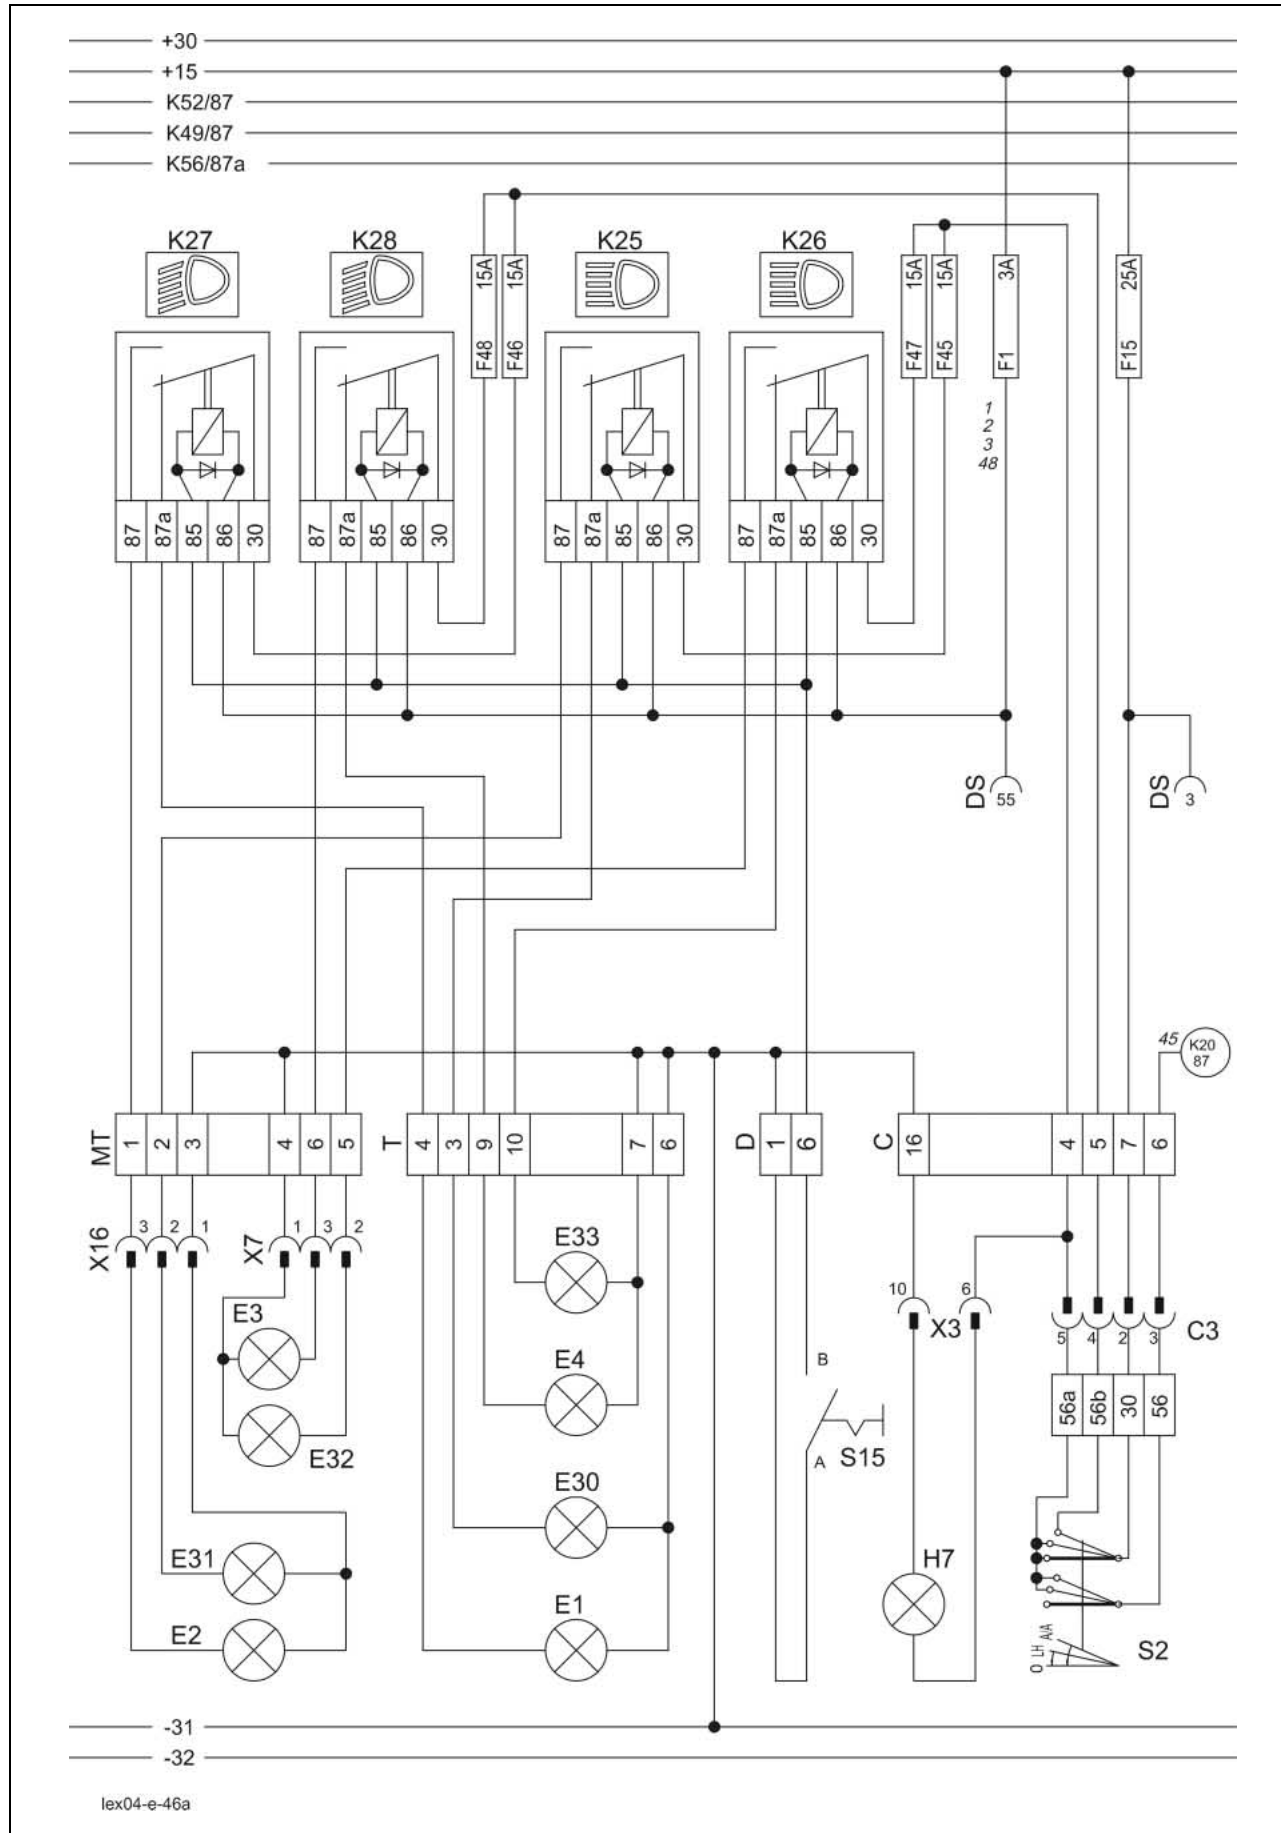 +30
+15
K52/87
K49/87
K56/87a
K27
K28
K25
K26
15A
15A
15A
15A
3A
25A
F48
F46
F47
F45
F1
F15
1
2
3
48
87 87a 85 86 30
87 87a 85 86 30
87 87a 85 86 30
87 87a 85 86 30
DS
55
DS
3
45
K20
87
MT
1 2 3 4 6 5
T
4 3 9 10 7 6
D
1 6
C
16 4 5 7 6
X16
3 2 1
X7
1 3 2
E33
E3
E4
E32
E30
E31
E1
E2
B
A
S15
10
6
X3
5 4 2 3
C3
56a 56b 30 56
H7
0 LH A/A
S2
-31
-32
lex04-e-46a